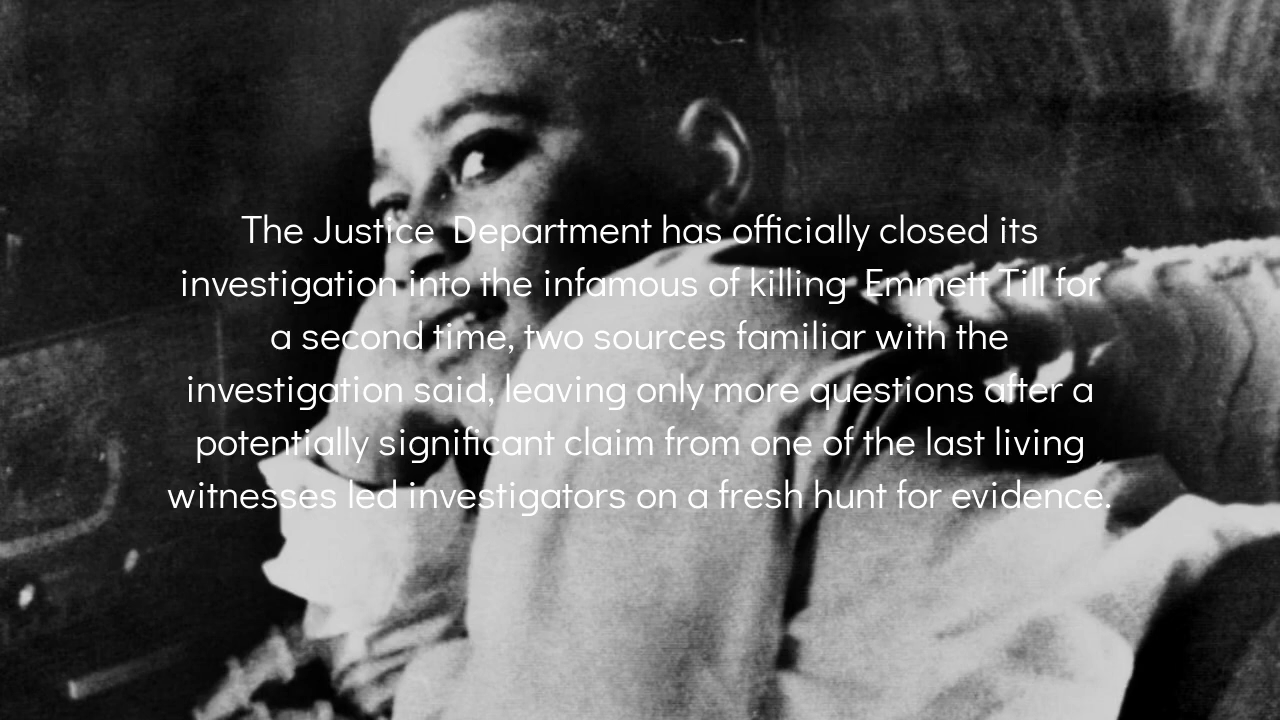 The Justice Department has officially closed its
investigation into the infamous of killing Emmett Till for
a second time, two sources familiar with the
investigation said, leaving only more questions after a
potentially significant claim from one of the last living
witnesses led investigators on a fresh hunt for evidence.